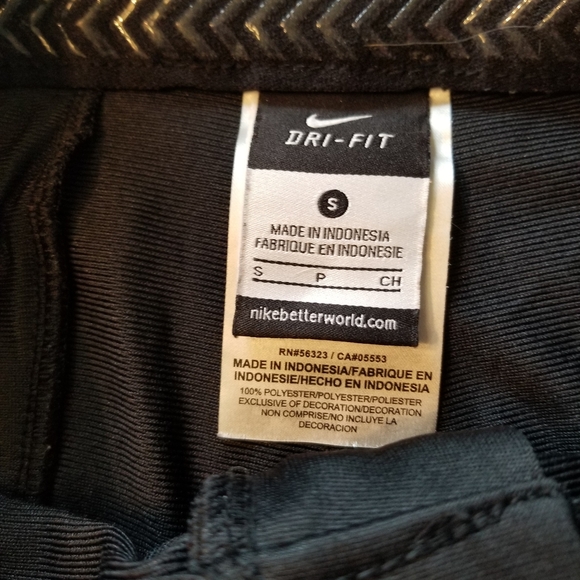 DRI-FIT
S
MADE IN INDONESIA
FABRIQUE EN INDONESIE
S P CH
nikebetterworld.com
RN#56323 / CA#05553
MADE IN INDONESIA/FABRIQUE EN
INDONESIE/HECHO EN INDONESIA
100% POLYESTER/POLYESTER/POLIESTER
EXCLUSIVE OF DECORATION/DECORATION
NON COMPRISE/NO INCLUYE LA
DECORACION